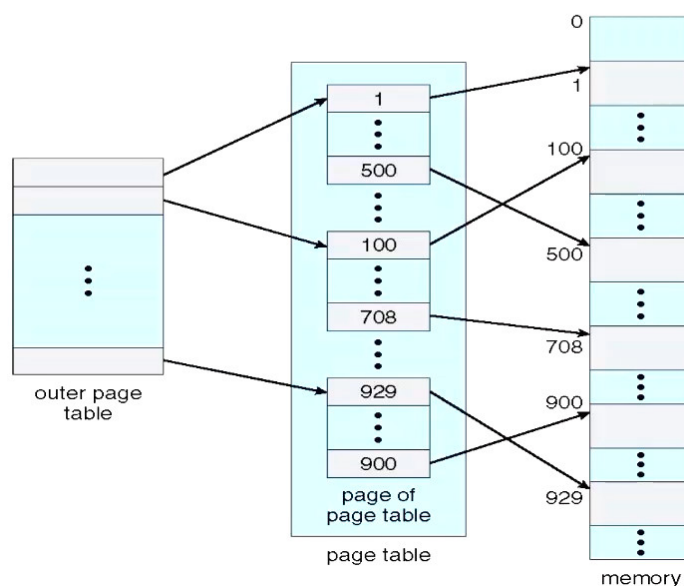 outer page
table
1
500
100
708
929
900
page of
page table
page table
0
1
100
500
708
900
929
memory